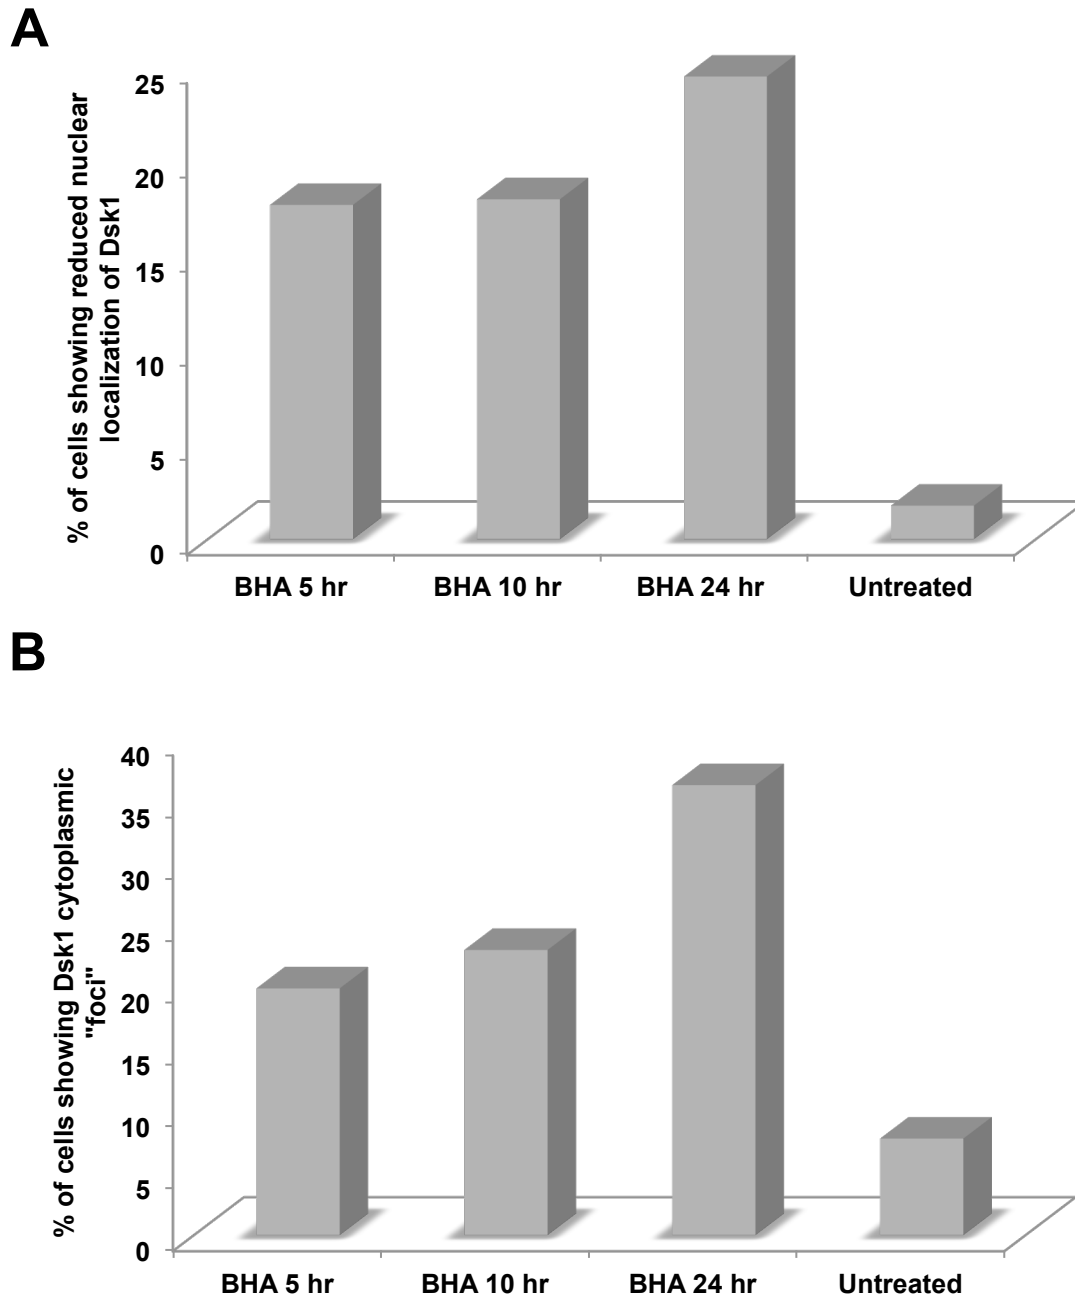 A
% of cells showing reduced nuclear
localization of Dsk1
25
20
15
10
5
0
BHA 5 hr BHA 10 hr BHA 24 hr Untreated
B
% of cells showing Dsk1 cytoplasmic
"foci"
40
35
30
25
20
15
10
5
0
BHA 5 hr BHA 10 hr BHA 24 hr Untreated